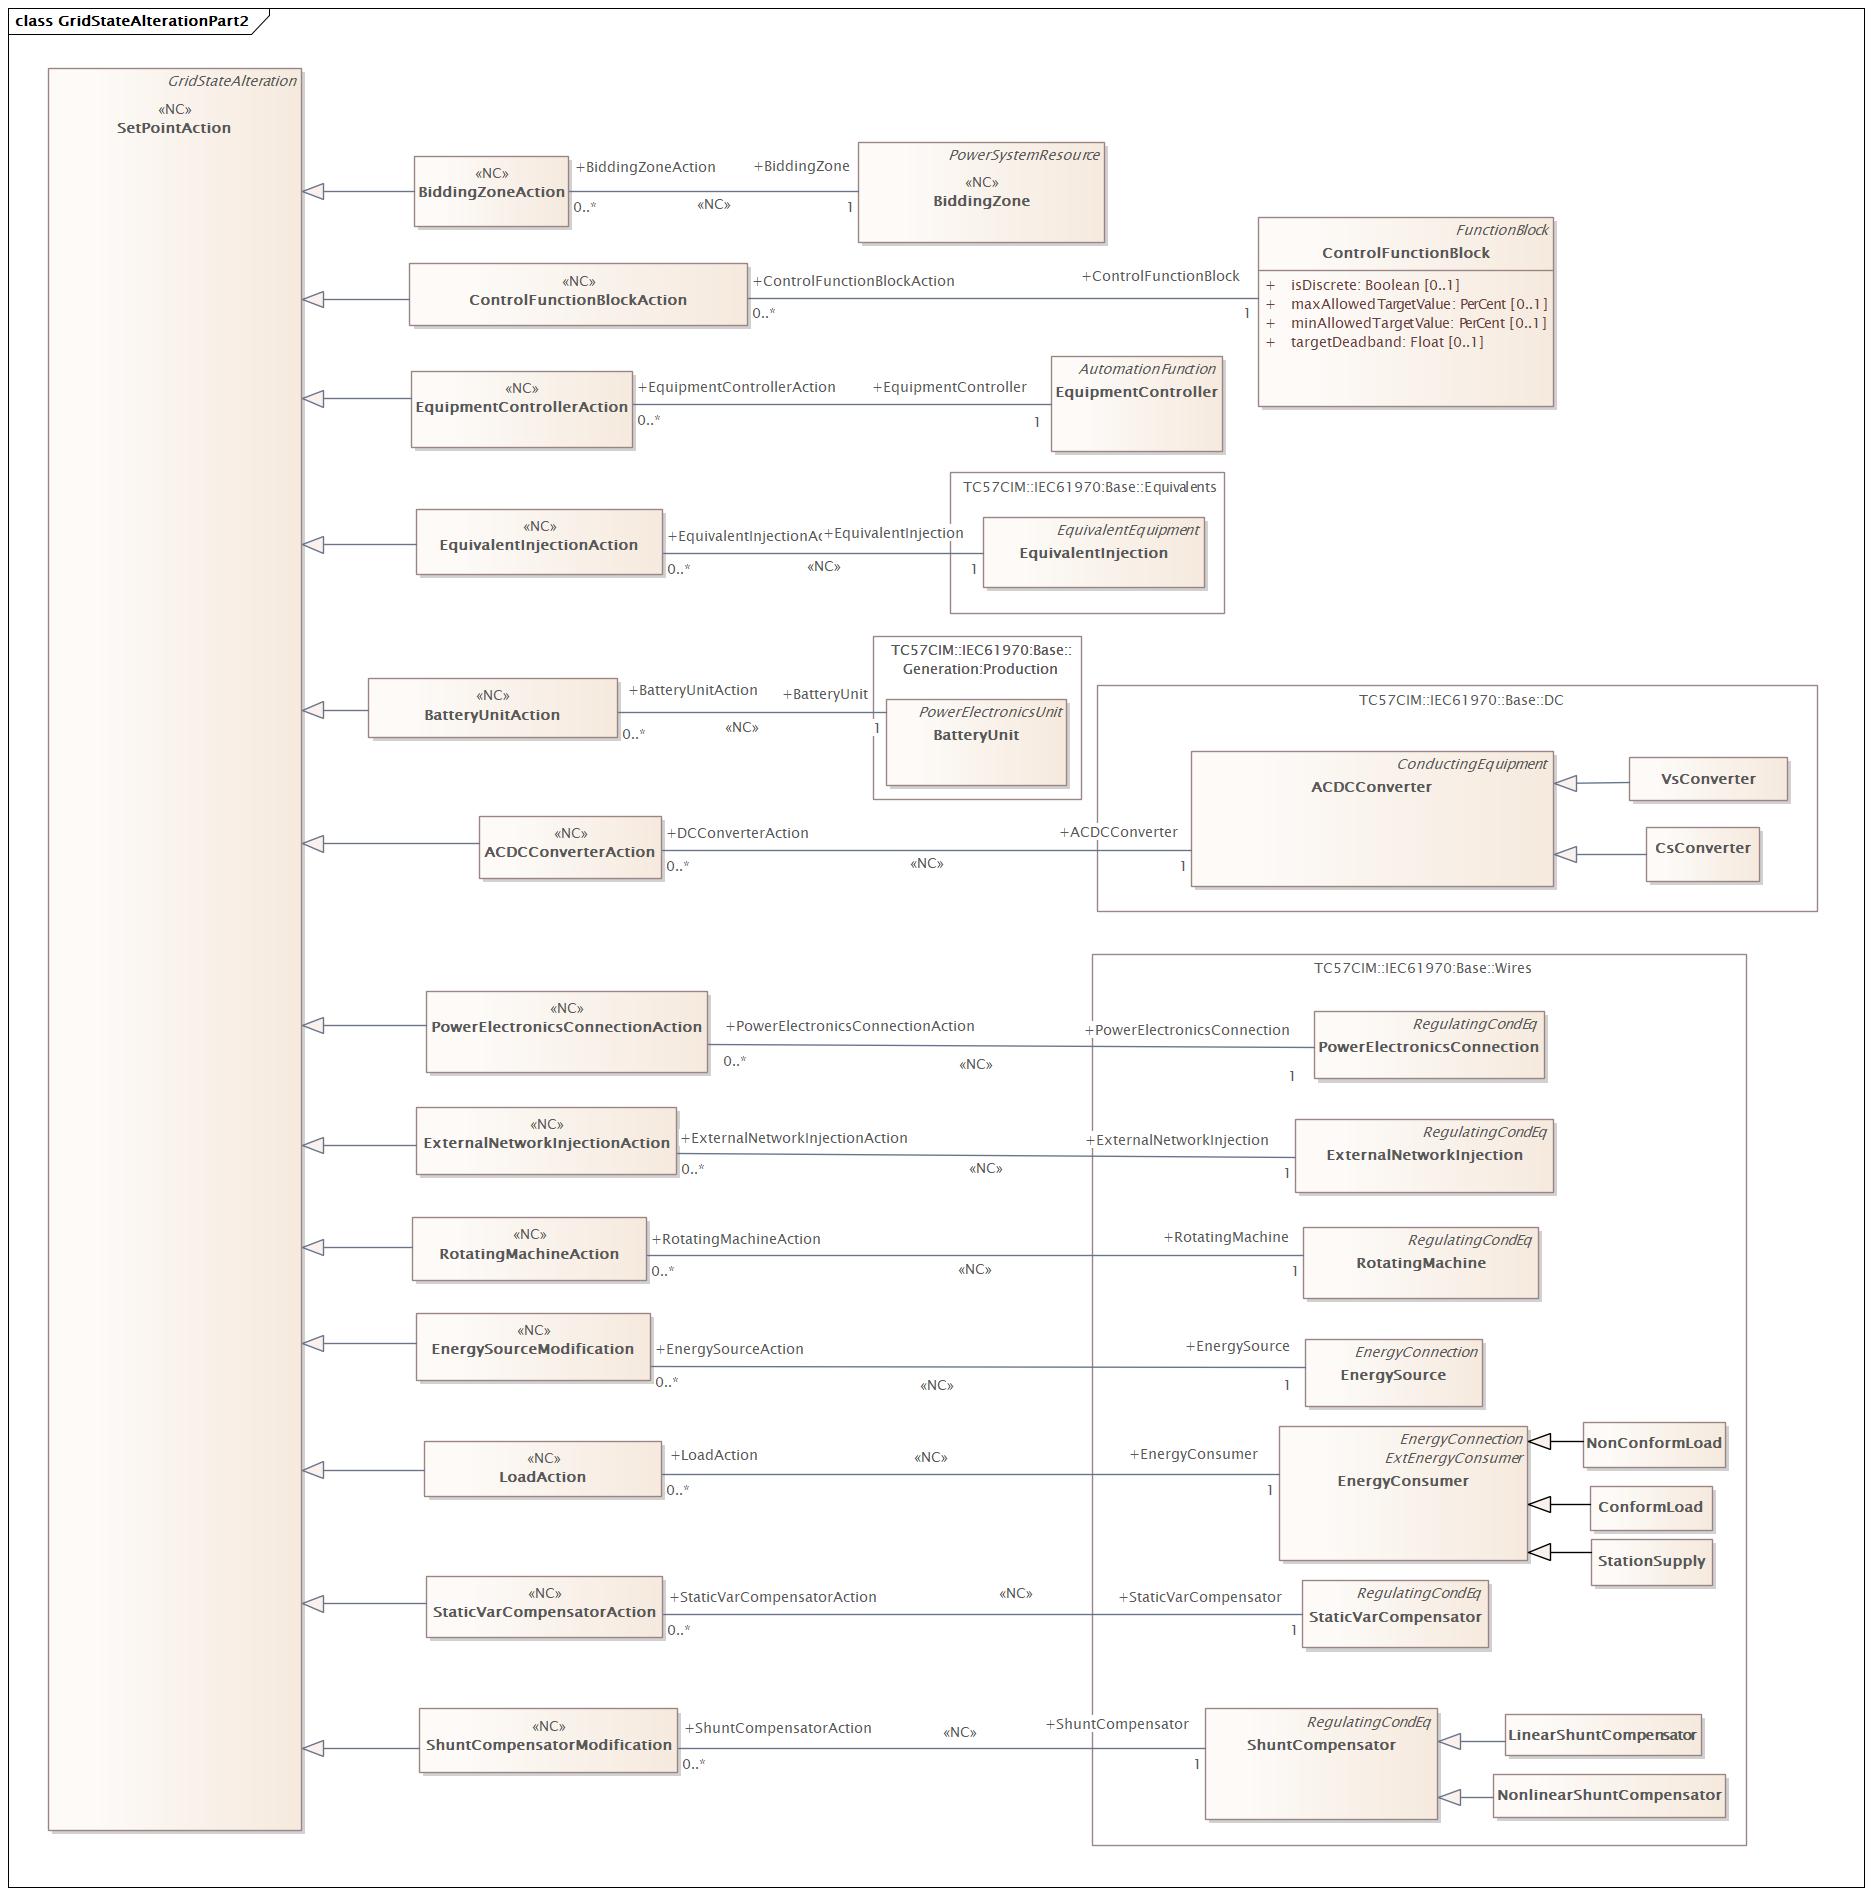 class GridStateAlterationPart2
GridStateAlteration
«NC»
SetPointAction
«NC»
BiddingZoneAction
+BiddingZoneAction
0..*
«NC»
+BiddingZone
1
PowerSystemResource
«NC»
BiddingZone
«NC»
ControlFunctionBlockAction
+ControlFunctionBlockAction
0..*
+ControlFunctionBlock
1
FunctionBlock
ControlFunctionBlock
+ isDiscrete: Boolean [0..1]
+ maxAllowedTargetValue: PerCent [0..1]
+ minAllowedTargetValue: PerCent [0..1]
+ targetDeadband: Float [0..1]
«NC»
EquipmentControllerAction
+EquipmentControllerAction
0..*
+EquipmentController
1
AutomationFunction
EquipmentController
TC57CIM::IEC61970:Base::Equivalents
«NC»
EquivalentInjectionAction
+EquivalentInjectionAc
0..*
«NC»
+EquivalentInjection
1
EquivalentEquipment
EquivalentInjection
TC57CIM::IEC61970:Base::
Generation:Production
«NC»
BatteryUnitAction
+BatteryUnitAction
0..*
«NC»
+BatteryUnit
1
PowerElectronicsUnit
BatteryUnit
TC57CIM::IEC61970::Base::DC
«NC»
ACDCConverterAction
+DCConverterAction
0..*
«NC»
+ACDCConverter
1
ConductingEquipment
ACDCConverter
VsConverter
CsConverter
TC57CIM::IEC61970:Base::Wires
«NC»
PowerElectronicsConnectionAction
+PowerElectronicsConnectionAction
0..*
«NC»
+PowerElectronicsConnection
1
RegulatingCondEq
PowerElectronicsConnection
«NC»
ExternalNetworkInjectionAction
+ExternalNetworkInjectionAction
0..*
«NC»
+ExternalNetworkInjection
1
RegulatingCondEq
ExternalNetworkInjection
«NC»
RotatingMachineAction
+RotatingMachineAction
0..*
«NC»
+RotatingMachine
1
RegulatingCondEq
RotatingMachine
«NC»
EnergySourceModification
+EnergySourceAction
0..*
«NC»
+EnergySource
1
EnergyConnection
EnergySource
«NC»
LoadAction
+LoadAction
0..*
«NC»
+EnergyConsumer
1
EnergyConnection
ExtEnergyConsumer
EnergyConsumer
NonConformLoad
ConformLoad
StationSupply
«NC»
StaticVarCompensatorAction
+StaticVarCompensatorAction
0..*
«NC»
+StaticVarCompensator
1
RegulatingCondEq
StaticVarCompensator
«NC»
ShuntCompensatorModification
+ShuntCompensatorAction
0..*
«NC»
+ShuntCompensator
1
RegulatingCondEq
ShuntCompensator
LinearShuntCompensator
NonlinearShuntCompensator